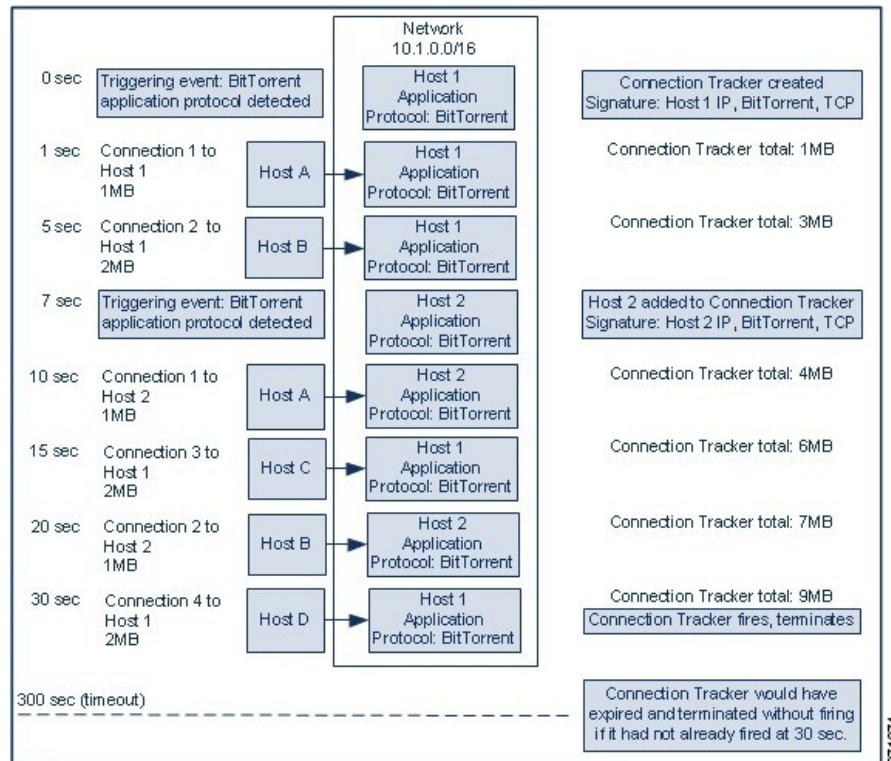 Network
10.1.0.0/16
0 sec
Triggering event: BitTorrent
application protocol detected
Host 1
Application
Protocol: BitTorrent
Connection Tracker created
Signature: Host 1 IP, BitTorrent, TCP
1 sec
Connection 1 to
Host 1
1MB
Host A
Host 1
Application
Protocol: BitTorrent
Connection Tracker total: 1MB
5 sec
Connection 2 to
Host 1
2MB
Host B
Host 1
Application
Protocol: BitTorrent
Connection Tracker total: 3MB
7 sec
Triggering event: BitTorrent
application protocol detected
Host 2
Application
Protocol: BitTorrent
Host 2 added to Connection Tracker
Signature: Host 2 IP, BitTorrent, TCP
10 sec
Connection 1 to
Host 2
1MB
Host A
Host 2
Application
Protocol: BitTorrent
Connection Tracker total: 4MB
15 sec
Connection 3 to
Host 1
2MB
Host C
Host 1
Application
Protocol: BitTorrent
Connection Tracker total: 6MB
20 sec
Connection 2 to
Host 2
1MB
Host B
Host 2
Application
Protocol: BitTorrent
Connection Tracker total: 7MB
30 sec
Connection 4 to
Host 1
2MB
Host D
Host 1
Application
Protocol: BitTorrent
Connection Tracker total: 9MB
Connection Tracker fires, terminates
300 sec (timeout)
Connection Tracker would have
expired and terminated without firing
if it had not already fired at 30 sec.